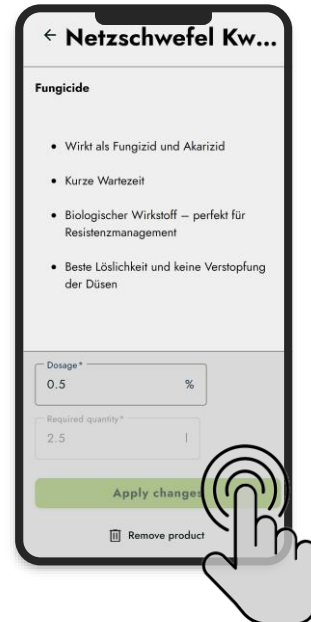 ← Netzschwefel Kw...
Fungicide
• Wirkt als Fungizid und Akarizid
• Kurze Wartezeit
• Biologischer Wirkstoff – perfekt für
Resistenzmanagement
• Beste Löslichkeit und keine Verstopfung
der Düsen
Dosage*
0.5 %
Required quantity*
2.5 l
Apply changes
Remove product